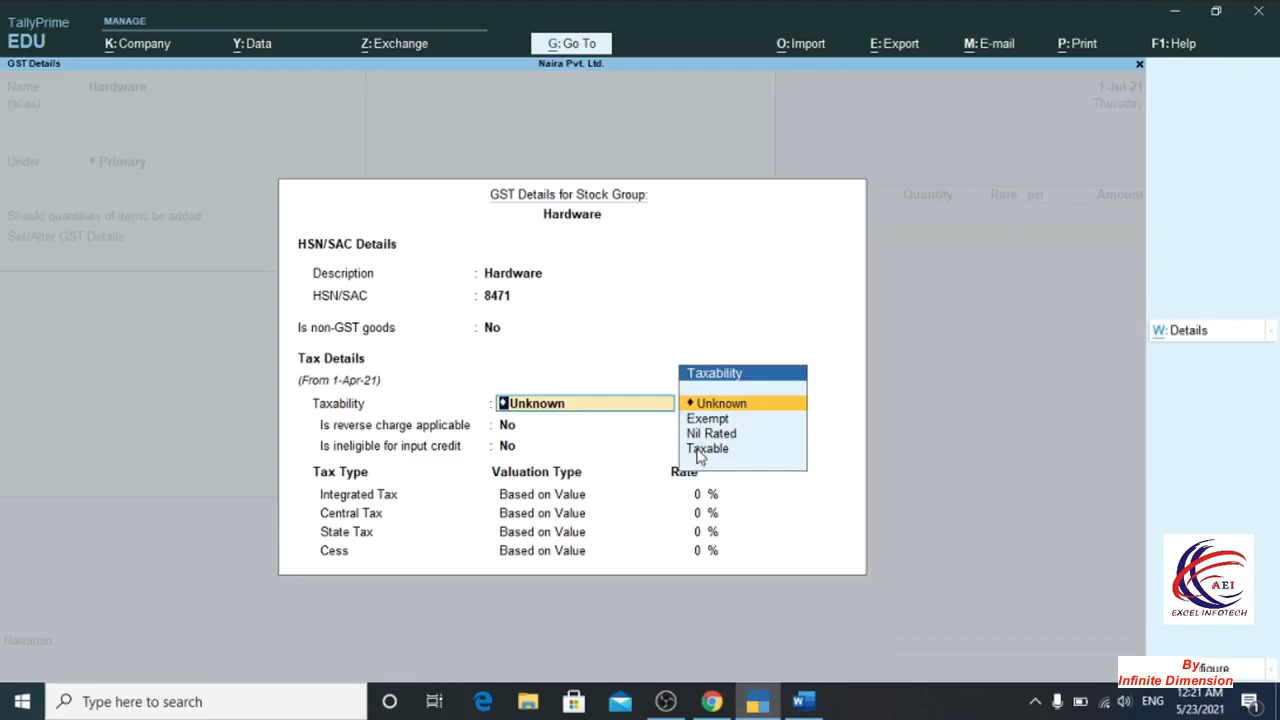 TallyPrime
EDU
MANAGE
K: Company
Y: Data
Z: Exchange
G: Go To
O: Import
E: Export
M: E-mail
P: Print
F1: Help
GST Details
Naira Pvt. Ltd.
Name Hardware
(alias) :
1-Jul-21
Thursday
Under ♦ Primary
Quantity Rate per Amount
Should quantities of items be added
Set/Alter GST Details
GST Details for Stock Group:
Hardware
HSN/SAC Details
Description : Hardware
HSN/SAC : 8471
Is non-GST goods : No
Tax Details
(From 1-Apr-21)
Taxability : ♦ Unknown
Is reverse charge applicable : No
Is ineligible for input credit : No
Tax Type Valuation Type Rate
Integrated Tax Based on Value 0 %
Central Tax Based on Value 0 %
State Tax Based on Value 0 %
Cess Based on Value 0 %
Taxability
♦ Unknown
Exempt
Nil Rated
Taxable
W: Details
AEI
EXCEL INFOTECH
Narration:
figure
By
Infinite Dimension
Type here to search
ENG
12:21 AM
5/23/2021
1